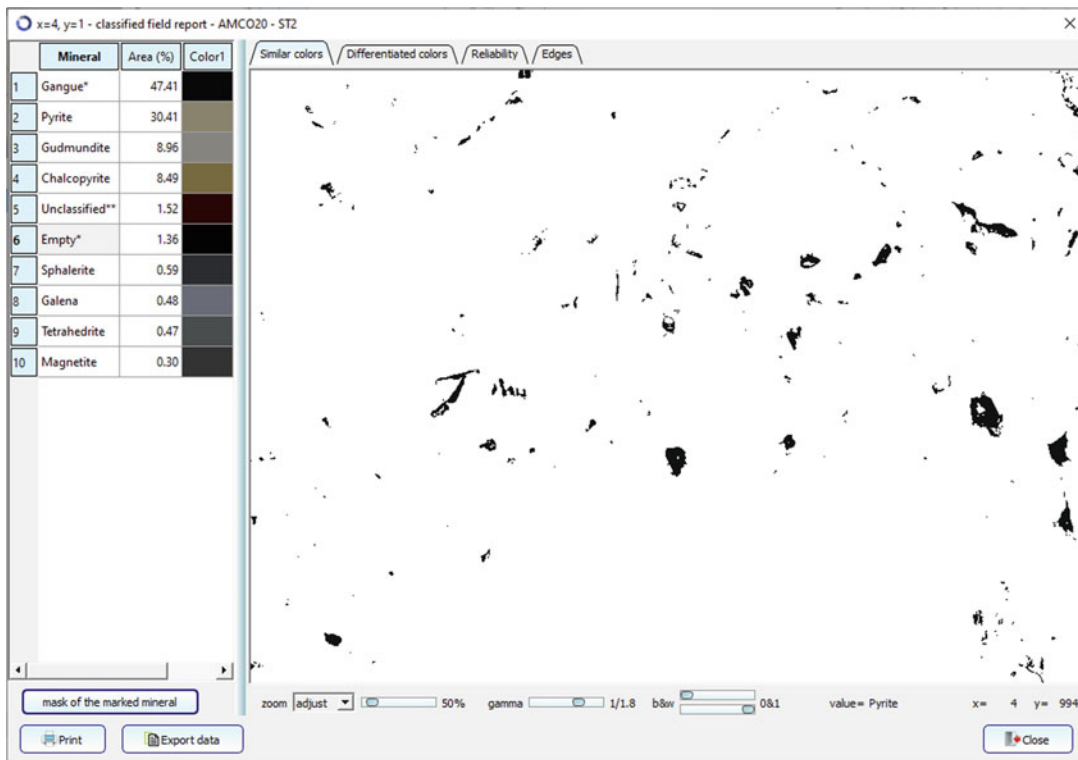 x=4, y=1 - classified field report - AMCO20 - ST2
Mineral Area (%) Color1
1 Gangue* 47.41
2 Pyrite 30.41
3 Gudmundite 8.96
4 Chalcopyrite 8.49
5 Unclassified** 1.52
6 Empty* 1.36
7 Sphalerite 0.59
8 Galena 0.48
9 Tetrahedrite 0.47
10 Magnetite 0.30
mask of the marked mineral
Print Export data
Similar colors Differentiated colors Reliability Edges
zoom adjust 50% gamma 1/1.8 b&w 0&1 value= Pyrite x= 4 y= 994
Close